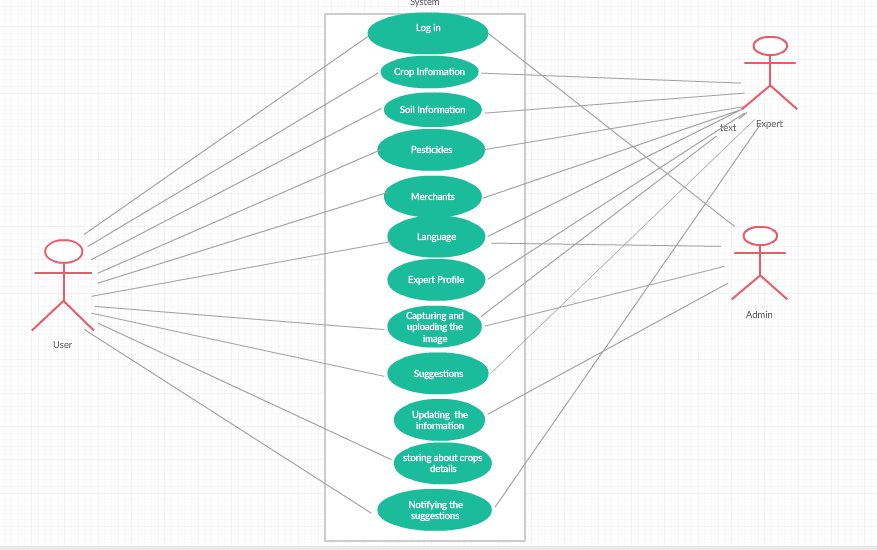 System
Log in
Crop Information
Soil Information
Pesticides
Merchants
Language
Expert Profile
Capturing and
uploading the
image
Suggestions
Updating the
information
storing about crops
details
Notifying the
suggestions
User
text
Expert
Admin